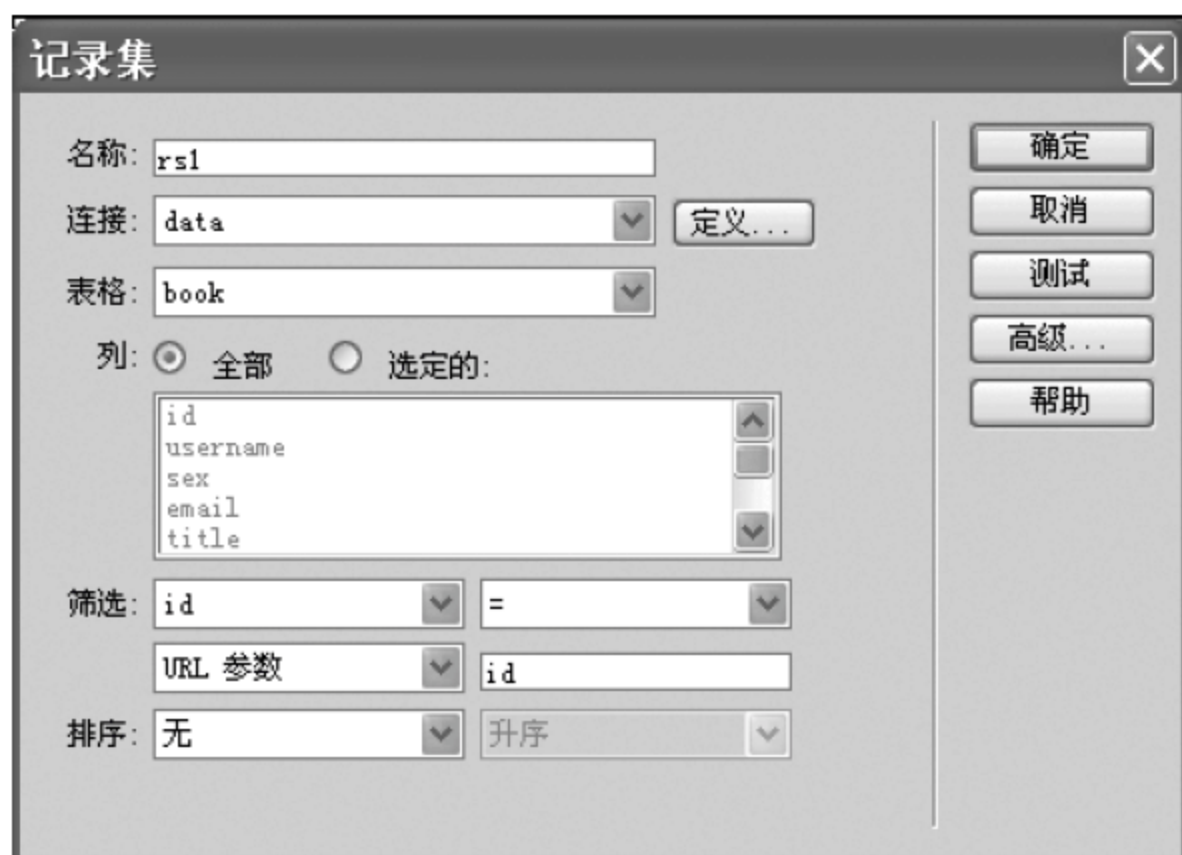 记录集
名称: rs1
确定
连接: data 定义...
取消
表格: book
测试
列: 全部 选定的:
高级...
id
username
sex
email
title
帮助
筛选: id =
URL 参数 id
排序: 无 升序